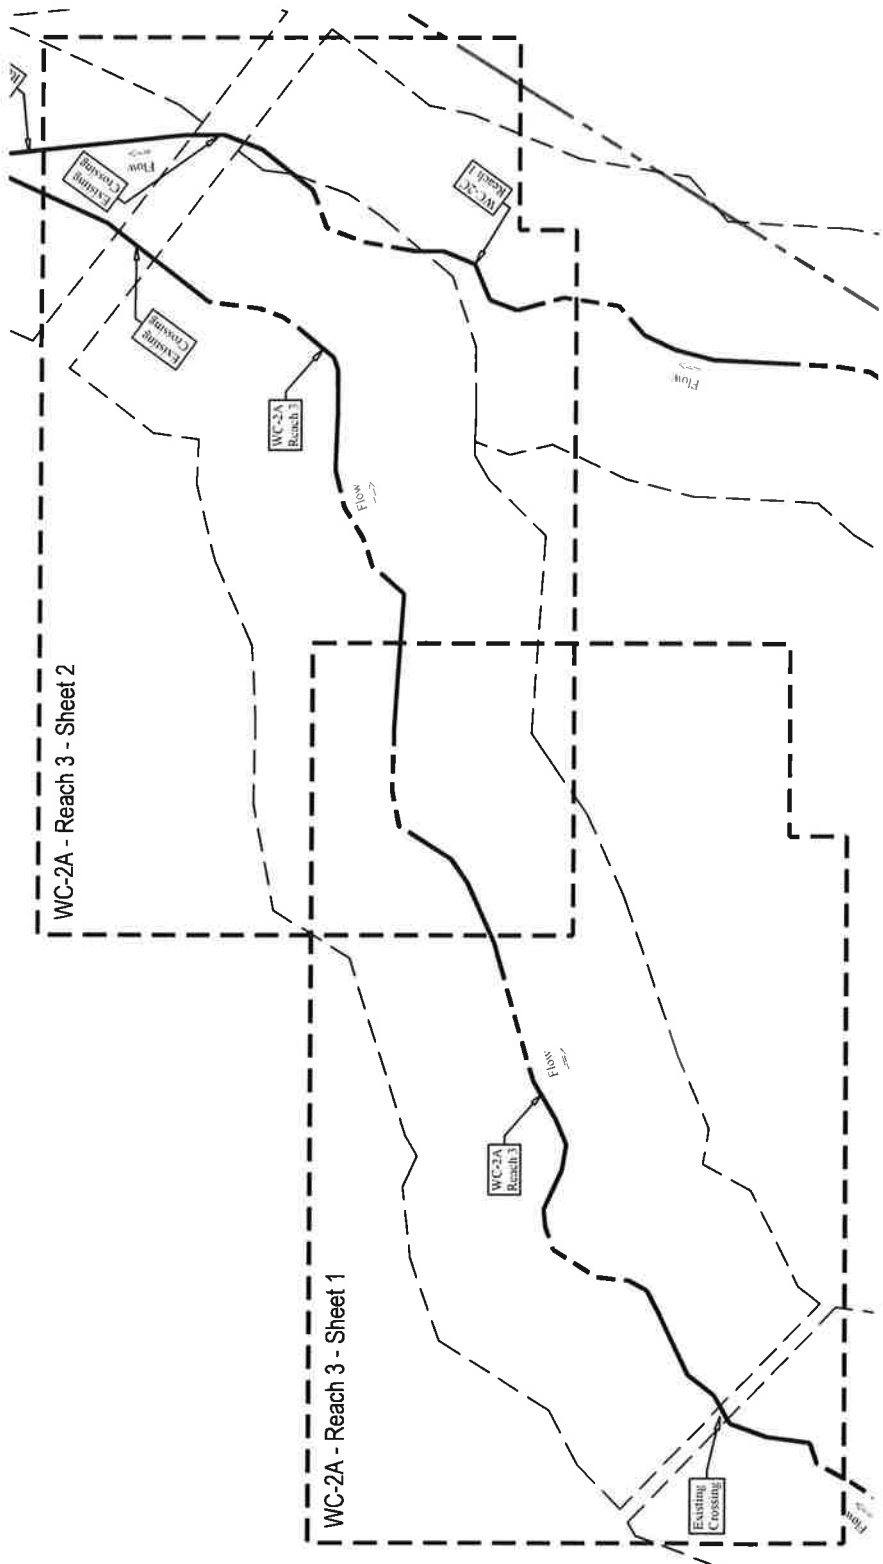 Existing
Crossing
Flow
WC-2C
Reach 1
Existing
Crossing
WC-2A
Reach 3
Flow
Flow
WC-2A - Reach 3 - Sheet 2
Flow
WC-2A
Reach 3
WC-2A - Reach 3 - Sheet 1
Existing
Crossing
Flow